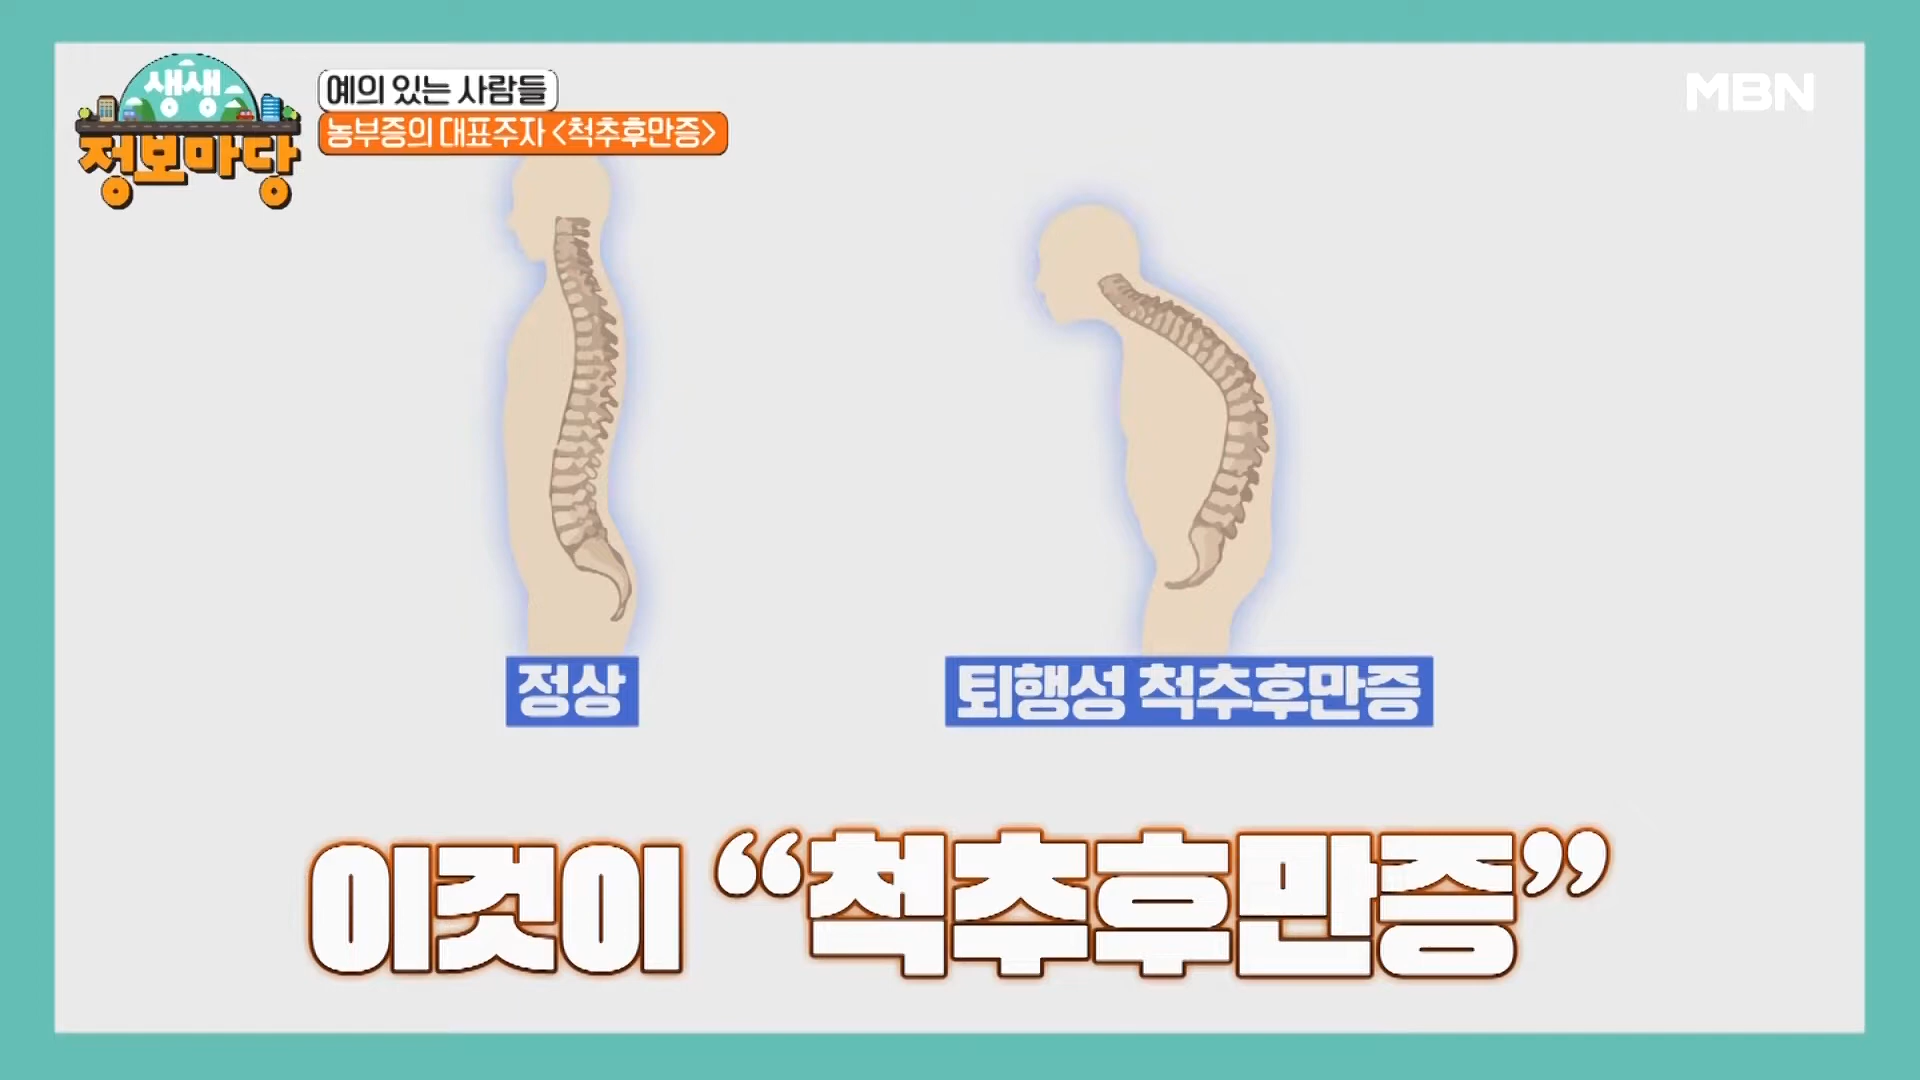 생생
정보마당
예의 있는 사람들
농부증의 대표주자 <척추후만증>
MBN
정상
퇴행성 척추후만증
이것이 “척추후만증”